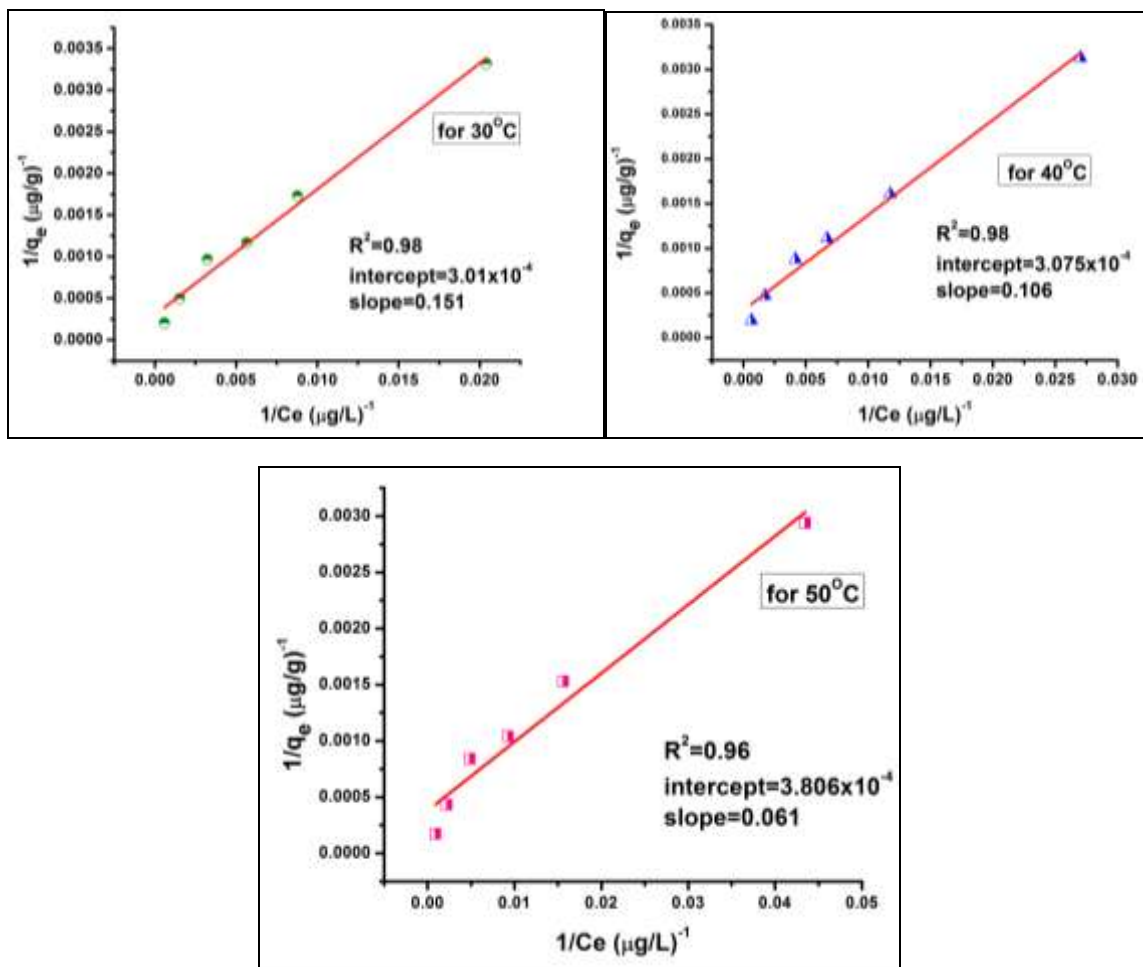 0.0035
0.0030
0.0025
0.0020
0.0015
0.0010
0.0005
0.0000
1/qe (μg/g)-1
for 30oC
R2=0.98
intercept=3.01x10-4
slope=0.151
0.000 0.005 0.010 0.015 0.020
1/Ce (μg/L)-1
0.0035
0.0030
0.0025
0.0020
0.0015
0.0010
0.0005
0.0000
1/qe (μg/g)-1
for 40oC
R2=0.98
intercept=3.075x10-4
slope=0.106
0.000 0.005 0.010 0.015 0.020 0.025 0.030
1/Ce (μg/L)-1
0.0030
0.0025
0.0020
0.0015
0.0010
0.0005
0.0000
1/qe (μg/g)-1
for 50oC
R2=0.96
intercept=3.806x10-4
slope=0.061
0.00 0.01 0.02 0.03 0.04 0.05
1/Ce (μg/L)-1